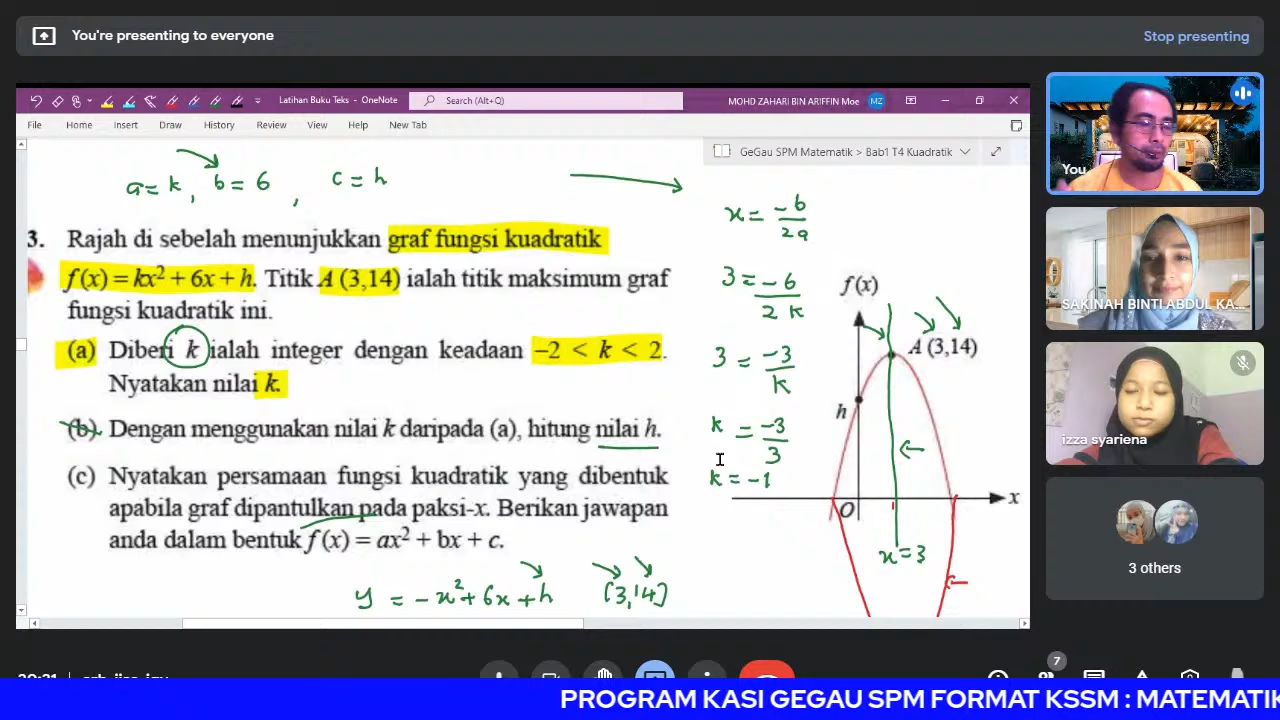 You're presenting to everyone
Stop presenting
Latihan Buku Teks - OneNote
Search (Alt+Q)
MOHD ZAHARI BIN ARIFFIN Moe
MZ
File Home Insert Draw History Review View Help New Tab
GeGau SPM Matematik > Bab1 T4 Kuadratik
a = k, b = 6, c = h
3. Rajah di sebelah menunjukkan graf fungsi kuadratik
f(x) = kx² + 6x + h. Titik A (3,14) ialah titik maksimum graf
fungsi kuadratik ini.
(a) Diberi k ialah integer dengan keadaan −2 < k < 2.
Nyatakan nilai k.
(b) Dengan menggunakan nilai k daripada (a), hitung nilai h.
(c) Nyatakan persamaan fungsi kuadratik yang dibentuk
apabila graf dipantulkan pada paksi-x. Berikan jawapan
anda dalam bentuk f(x) = ax² + bx + c.
y = -x² + 6x + h (3,14)
x = -b/2a
3 = -6/2k
3 = -3/k
k = -3/3
k = -1
f(x)
A (3,14)
h
O
x
x = 3
You
SAKINAH BINTI ABDUL KA...
izza syariena
3 others
7
PROGRAM KASI GEGAU SPM FORMAT KSSM : MATEMATIK